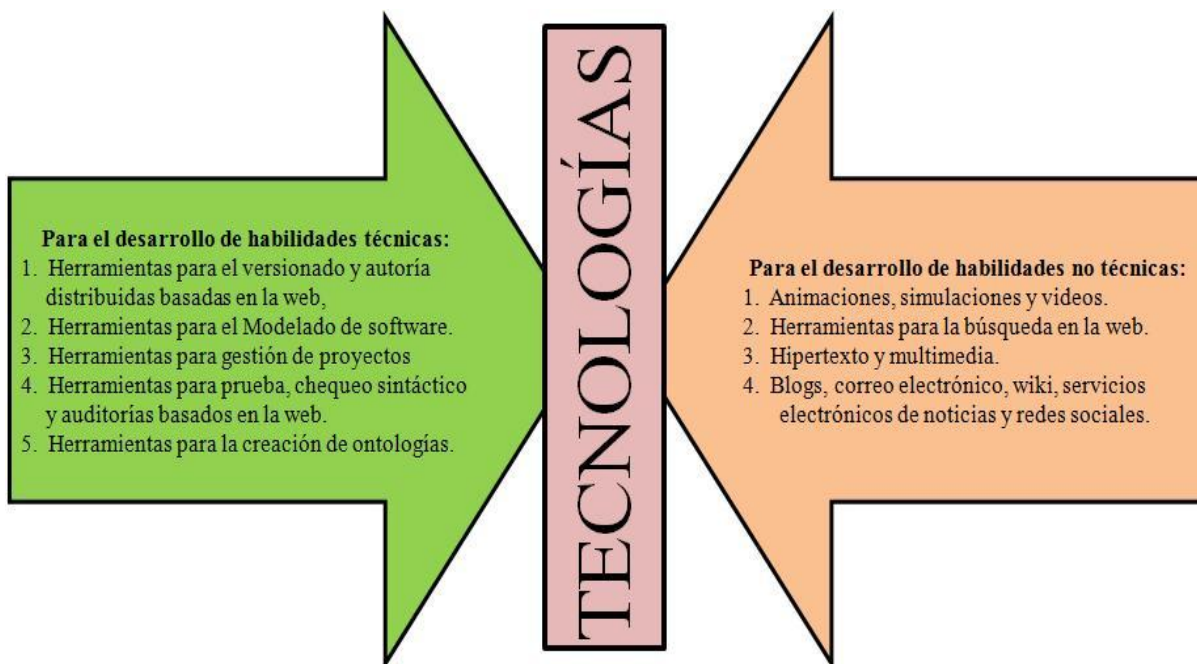 Para el desarrollo de habilidades técnicas:
1. Herramientas para el versionado y autoría
distribuidas basadas en la web,
2. Herramientas para el Modelado de software.
3. Herramientas para gestión de proyectos
4. Herramientas para prueba, chequeo sintáctico
y auditorías basados en la web.
5. Herramientas para la creación de ontologías.
TECNOLOGÍAS
Para el desarrollo de habilidades no técnicas:
1. Animaciones, simulaciones y videos.
2. Herramientas para la búsqueda en la web.
3. Hipertexto y multimedia.
4. Blogs, correo electrónico, wiki, servicios
electrónicos de noticias y redes sociales.